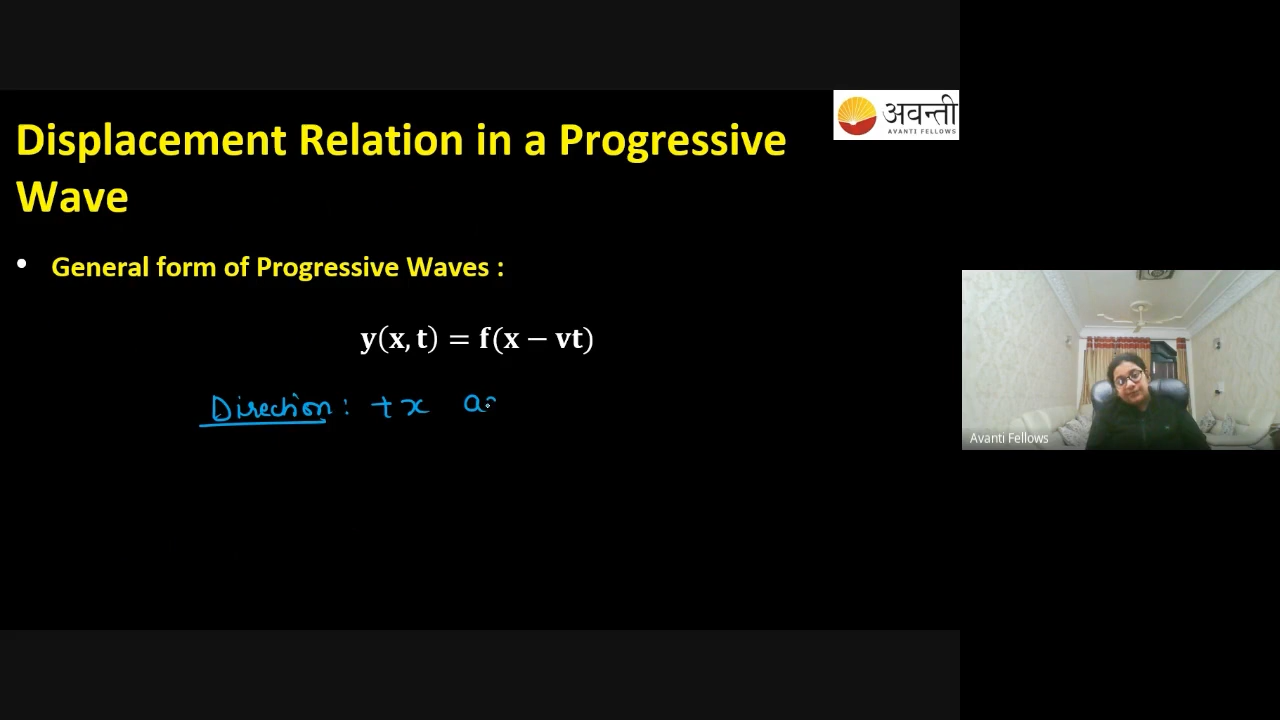 अवन्ती
AVANTI FELLOWS
Displacement Relation in a Progressive
Wave
• General form of Progressive Waves :
y(x, t) = f(x − vt)
Direction : +x
Avanti Fellows